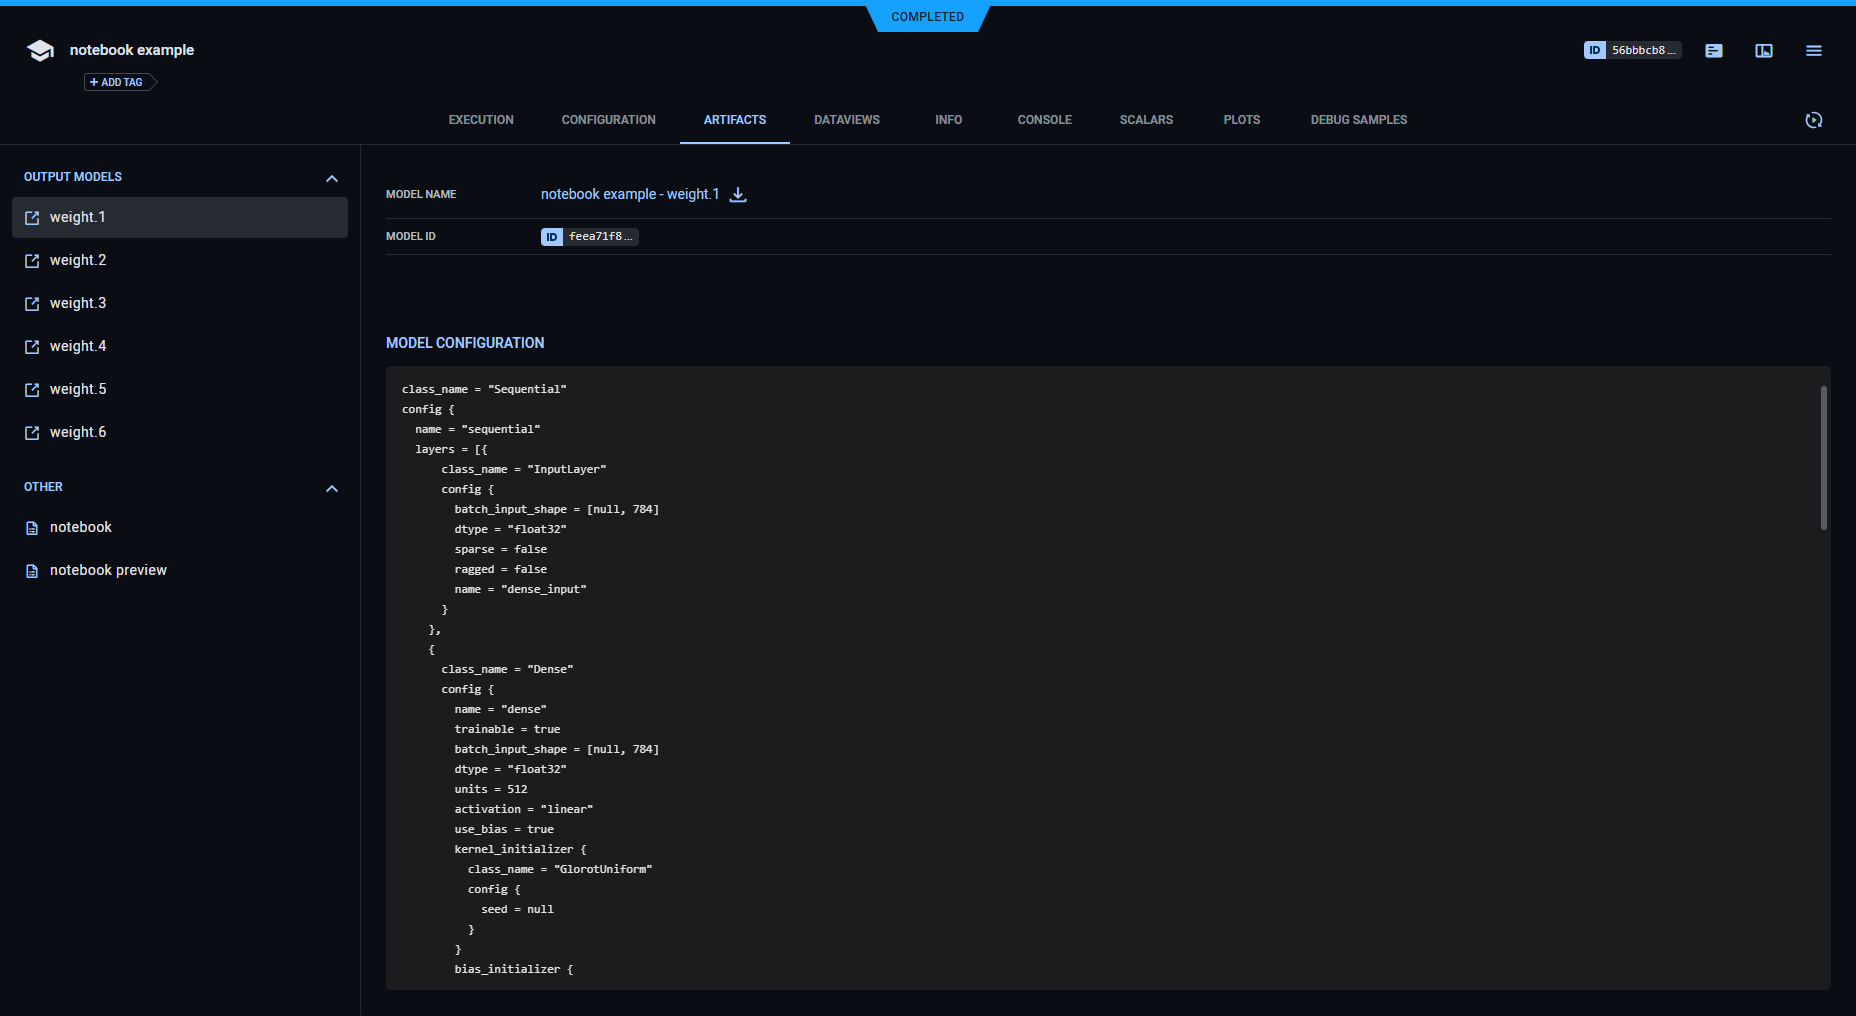 COMPLETED
notebook example
ID 56bbbcb8...
+ ADD TAG
EXECUTION CONFIGURATION ARTIFACTS DATAVIEWS INFO CONSOLE SCALARS PLOTS DEBUG SAMPLES
OUTPUT MODELS
weight.1
weight.2
weight.3
weight.4
weight.5
weight.6
OTHER
notebook
notebook preview
MODEL NAME notebook example - weight.1
MODEL ID ID feea71f8...
MODEL CONFIGURATION
class_name = "Sequential"
config {
  name = "sequential"
  layers = [{
      class_name = "InputLayer"
      config {
        batch_input_shape = [null, 784]
        dtype = "float32"
        sparse = false
        ragged = false
        name = "dense_input"
      }
    },
    {
      class_name = "Dense"
      config {
        name = "dense"
        trainable = true
        batch_input_shape = [null, 784]
        dtype = "float32"
        units = 512
        activation = "linear"
        use_bias = true
        kernel_initializer {
          class_name = "GlorotUniform"
          config {
            seed = null
          }
        }
        bias_initializer {